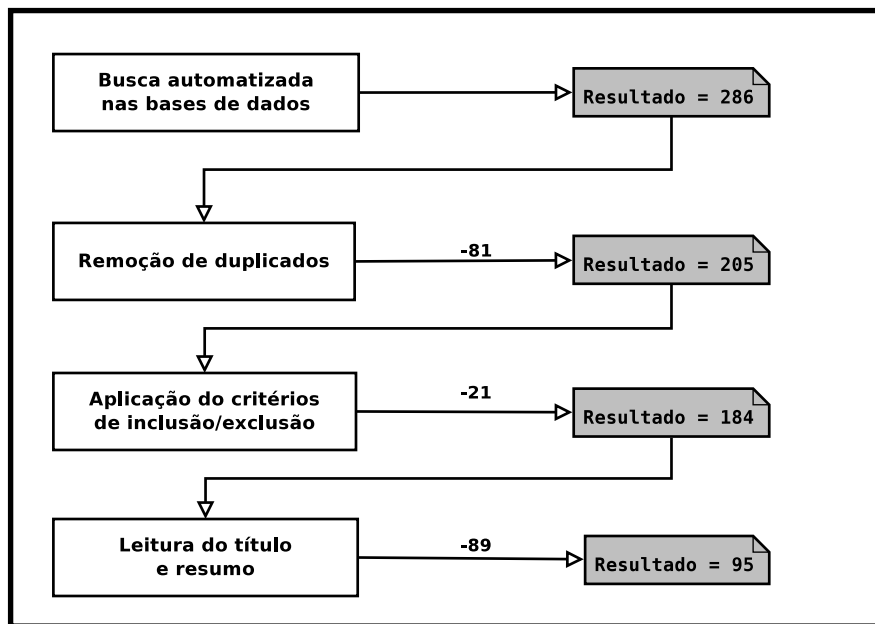 Busca automatizada
nas bases de dados
Resultado = 286
Remoção de duplicados
-81
Resultado = 205
Aplicação do critérios
de inclusão/exclusão
-21
Resultado = 184
Leitura do título
e resumo
-89
Resultado = 95